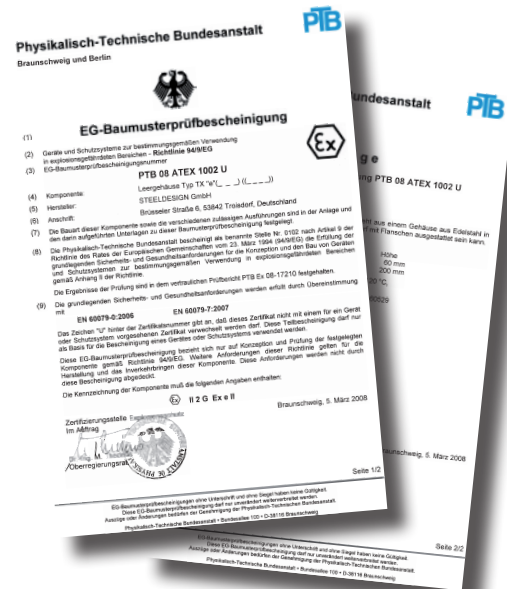 Physikalisch-Technische Bundesanstalt
Braunschweig und Berlin
PTB
EG-Baumusterprüfbescheinigung
(1)
(2) Geräte und Schutzsysteme zur bestimmungsgemäßen Verwendung
in explosionsgefährdeten Bereichen - Richtlinie 94/9/EG
(3) EG-Baumusterprüfbescheinigungsnummer
PTB 08 ATEX 1002 U
(4) Komponente: Leergehäuse Typ TX "e"(_ _ _) ((_ _ _ _))
(5) Hersteller: STEELDESIGN GmbH
(6) Anschrift: Brüsseler Straße 6, 53842 Troisdorf, Deutschland
(7) Die Bauart dieser Komponente sowie die verschiedenen zulässigen Ausführungen sind in der Anlage und
den darin aufgeführten Unterlagen zu dieser Baumusterprüfbescheinigung festgelegt.
(8) Die Physikalisch-Technische Bundesanstalt bescheinigt als benannte Stelle Nr. 0102 nach Artikel 9 der
Richtlinie des Rates der Europäischen Gemeinschaften vom 23. März 1994 (94/9/EG) die Erfüllung der
grundlegenden Sicherheits- und Gesundheitsanforderungen für die Konzeption und den Bau von Geräten
und Schutzsystemen zur bestimmungsgemäßen Verwendung in explosionsgefährdeten Bereichen
gemäß Anhang II der Richtlinie.
Die Ergebnisse der Prüfung sind in dem vertraulichen Prüfbericht PTB Ex 08-17210 festgehalten.
(9) Die grundlegenden Sicherheits- und Gesundheitsanforderungen werden erfüllt durch Übereinstimmung
mit
EN 60079-0:2006 EN 60079-7:2007
Das Zeichen "U" hinter der Zertifikatsnummer gibt an, daß dieses Zertifikat nicht mit einem für ein Gerät
oder Schutzsystem vorgesehenen Zertifikat verwechselt werden darf. Diese Teilbescheinigung darf nur
als Basis für die Bescheinigung eines Gerätes oder Schutzsystems verwendet werden.
Diese EG-Baumusterprüfbescheinigung bezieht sich nur auf Konzeption und Prüfung der festgelegten
Komponente gemäß Richtlinie 94/9/EG. Weitere Anforderungen dieser Richtlinie gelten für die
Herstellung und das Inverkehrbringen dieser Komponente. Diese Anforderungen werden nicht durch
diese Bescheinigung abgedeckt.
Die Kennzeichnung der Komponente muß die folgenden Angaben enthalten:
Ex II 2 G Ex e II
Zertifizierungsstelle Explosionsschutz
Im Auftrag
Braunschweig, 5. März 2008
Oberregierungsrat
Seite 1/2
EG-Baumusterprüfbescheinigungen ohne Unterschrift und ohne Siegel haben keine Gültigkeit.
Diese EG-Baumusterprüfbescheinigung darf nur unverändert weiterverbreitet werden.
Auszüge oder Änderungen bedürfen der Genehmigung der Physikalisch-Technischen Bundesanstalt.
Physikalisch-Technische Bundesanstalt • Bundesallee 100 • D-38116 Braunschweig
undesanstalt
PTB
g e
ng PTB 08 ATEX 1002 U
ht aus einem Gehäuse aus Edelstahl in
f mit Flanschen ausgestattet sein kann.
Höhe
60 mm
200 mm
20 °C,
60529
raunschweig, 5. März 2008
Seite 2/2
EG-Baumusterprüfbescheinigungen ohne Unterschrift und ohne Siegel haben keine Gültigkeit.
Diese EG-Baumusterprüfbescheinigung darf nur unverändert weiterverbreitet werden.
Auszüge oder Änderungen bedürfen der Genehmigung der Physikalisch-Technischen Bundesanstalt.
Physikalisch-Technische Bundesanstalt • Bundesallee 100 • D-38116 Braunschweig